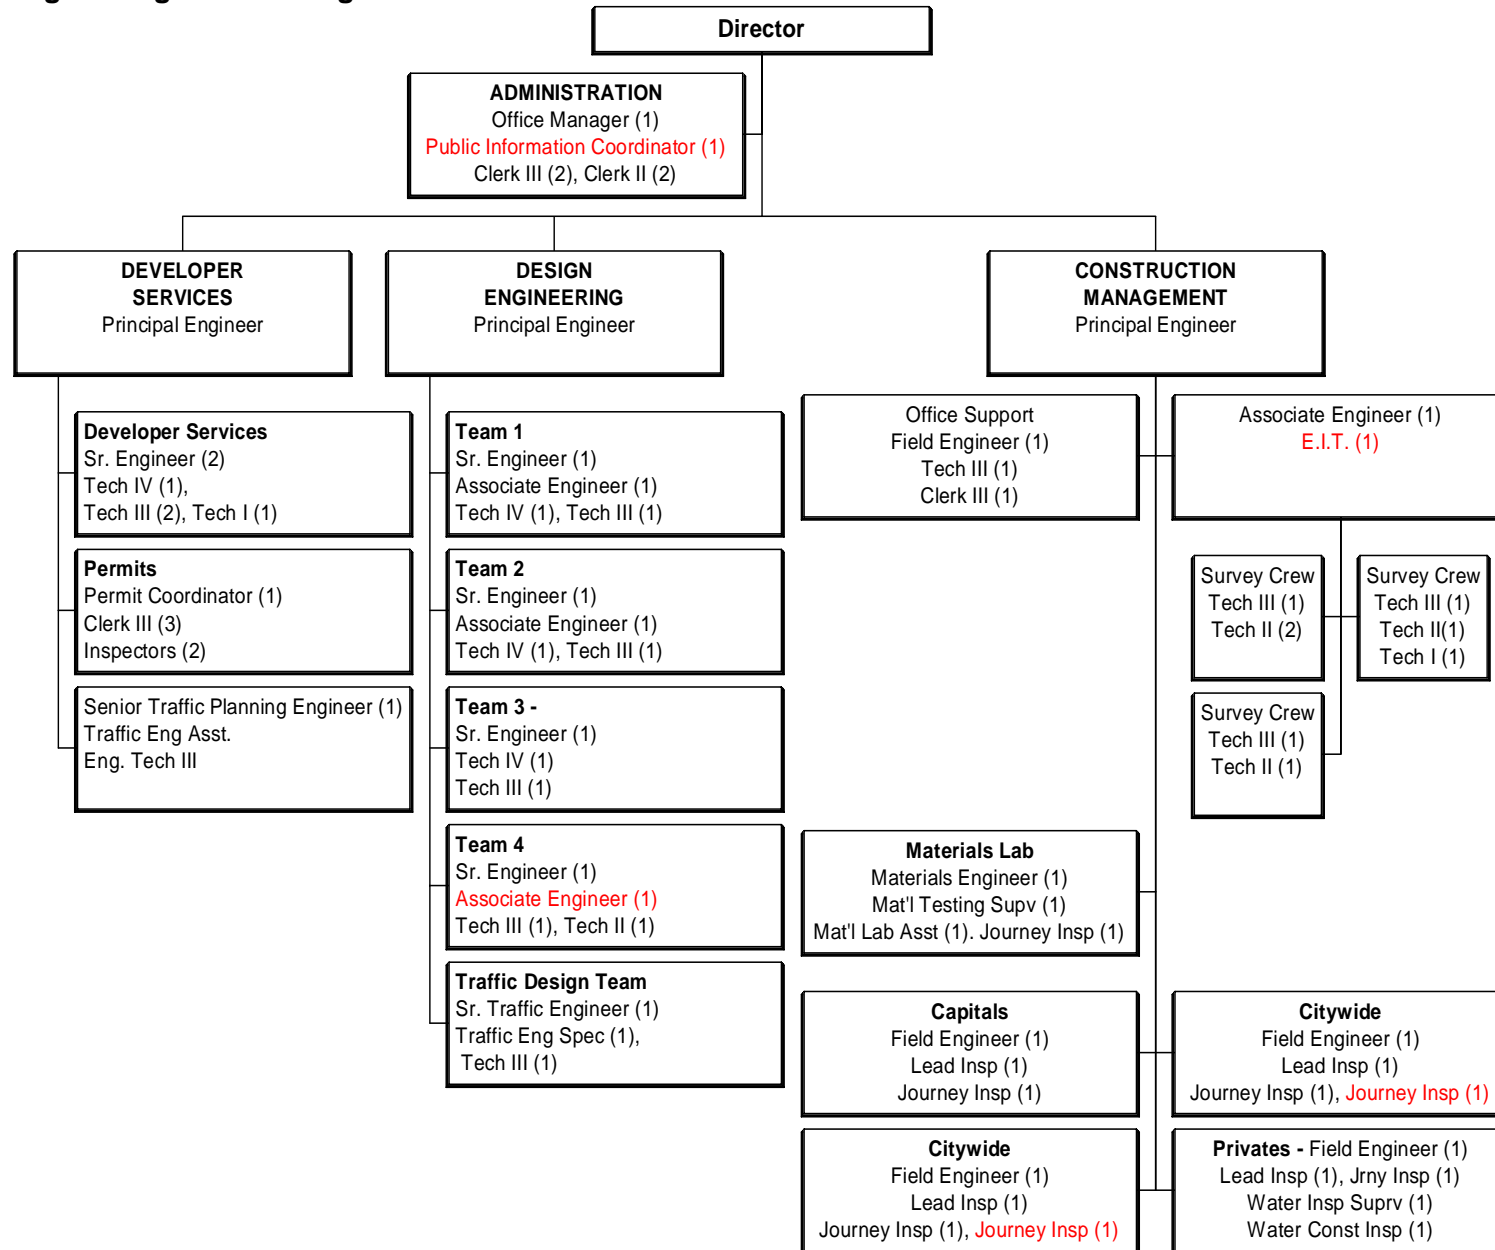 Director
ADMINISTRATION
Office Manager (1)
Public Information Coordinator (1)
Clerk III (2), Clerk II (2)
DEVELOPER
SERVICES
Principal Engineer
DESIGN
ENGINEERING
Principal Engineer
CONSTRUCTION
MANAGEMENT
Principal Engineer
Developer Services
Sr. Engineer (2)
Tech IV (1),
Tech III (2), Tech I (1)
Permits
Permit Coordinator (1)
Clerk III (3)
Inspectors (2)
Senior Traffic Planning Engineer (1)
Traffic Eng Asst.
Eng. Tech III
Team 1
Sr. Engineer (1)
Associate Engineer (1)
Tech IV (1), Tech III (1)
Team 2
Sr. Engineer (1)
Associate Engineer (1)
Tech IV (1), Tech III (1)
Team 3 -
Sr. Engineer (1)
Tech IV (1)
Tech III (1)
Team 4
Sr. Engineer (1)
Associate Engineer (1)
Tech III (1), Tech II (1)
Traffic Design Team
Sr. Traffic Engineer (1)
Traffic Eng Spec (1),
Tech III (1)
Office Support
Field Engineer (1)
Tech III (1)
Clerk III (1)
Associate Engineer (1)
E.I.T. (1)
Survey Crew
Tech III (1)
Tech II (2)
Survey Crew
Tech III (1)
Tech II(1)
Tech I (1)
Survey Crew
Tech III (1)
Tech II (1)
Materials Lab
Materials Engineer (1)
Mat'l Testing Supv (1)
Mat'l Lab Asst (1). Journey Insp (1)
Capitals
Field Engineer (1)
Lead Insp (1)
Journey Insp (1)
Citywide
Field Engineer (1)
Lead Insp (1)
Journey Insp (1), Journey Insp (1)
Citywide
Field Engineer (1)
Lead Insp (1)
Journey Insp (1), Journey Insp (1)
Privates - Field Engineer (1)
Lead Insp (1), Jrny Insp (1)
Water Insp Suprv (1)
Water Const Insp (1)